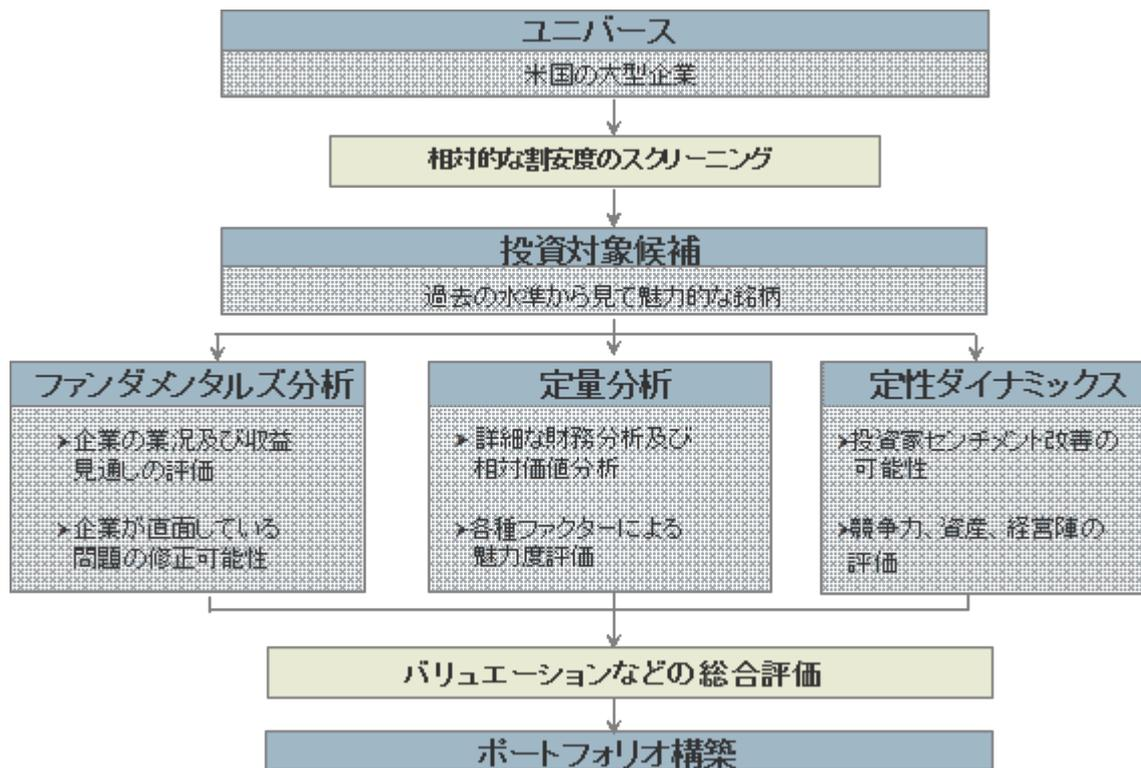 ユニバース
米国の大型企業
相対的な割安度のスクリーニング
投資対象候補
過去の水準から見て魅力的な銘柄
ファンダメンタルズ分析
➤企業の業況及び収益
見通しの評価
➤企業が直面している
問題の修正可能性
定量分析
➤詳細な財務分析及び
相対価値分析
➤各種ファクターによる
魅力度評価
定性ダイナミックス
➤投資家センチメント改善の
可能性
➤競争力、資産、経営陣の
評価
バリュエーションなどの総合評価
ポートフォリオ構築